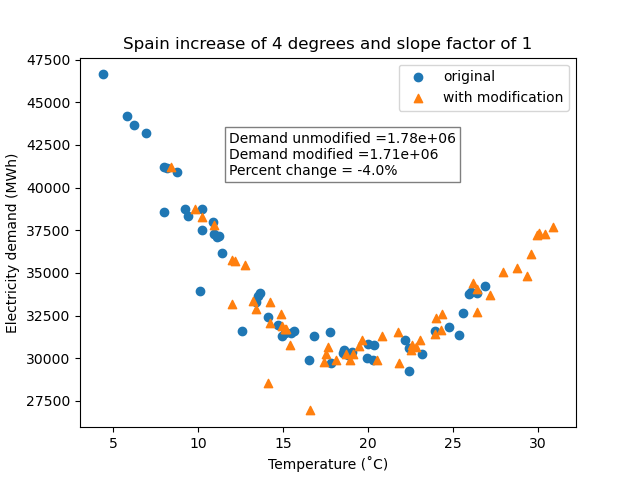 Spain increase of 4 degrees and slope factor of 1
47500
45000
42500
40000
37500
35000
32500
30000
27500
Electricity demand (MWh)
original
with modification
Demand unmodified =1.78e+06
Demand modified =1.71e+06
Percent change = -4.0%
5 10 15 20 25 30
Temperature (˚C)